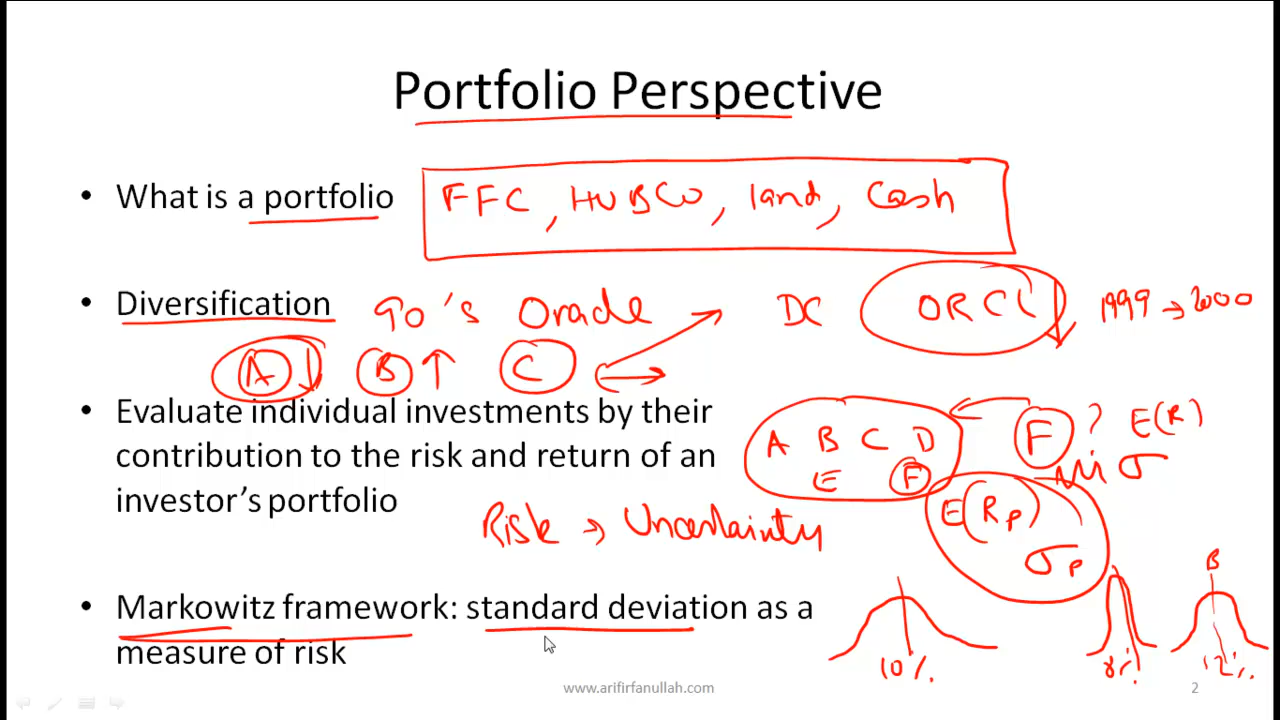 Portfolio Perspective
• What is a portfolio FFC, HUBCO, land, Cash
• Diversification 90's Oracle DC ORCL 1999 → 2000
A B C
• Evaluate individual investments by their
contribution to the risk and return of an
investor's portfolio
A B C D F ? E(R)
E F σ
Risk → Uncertainty E(Rp)
σp
B
• Markowitz framework: standard deviation as a
measure of risk
10%. 8%. 12%.
www.arifirfanullah.com 2